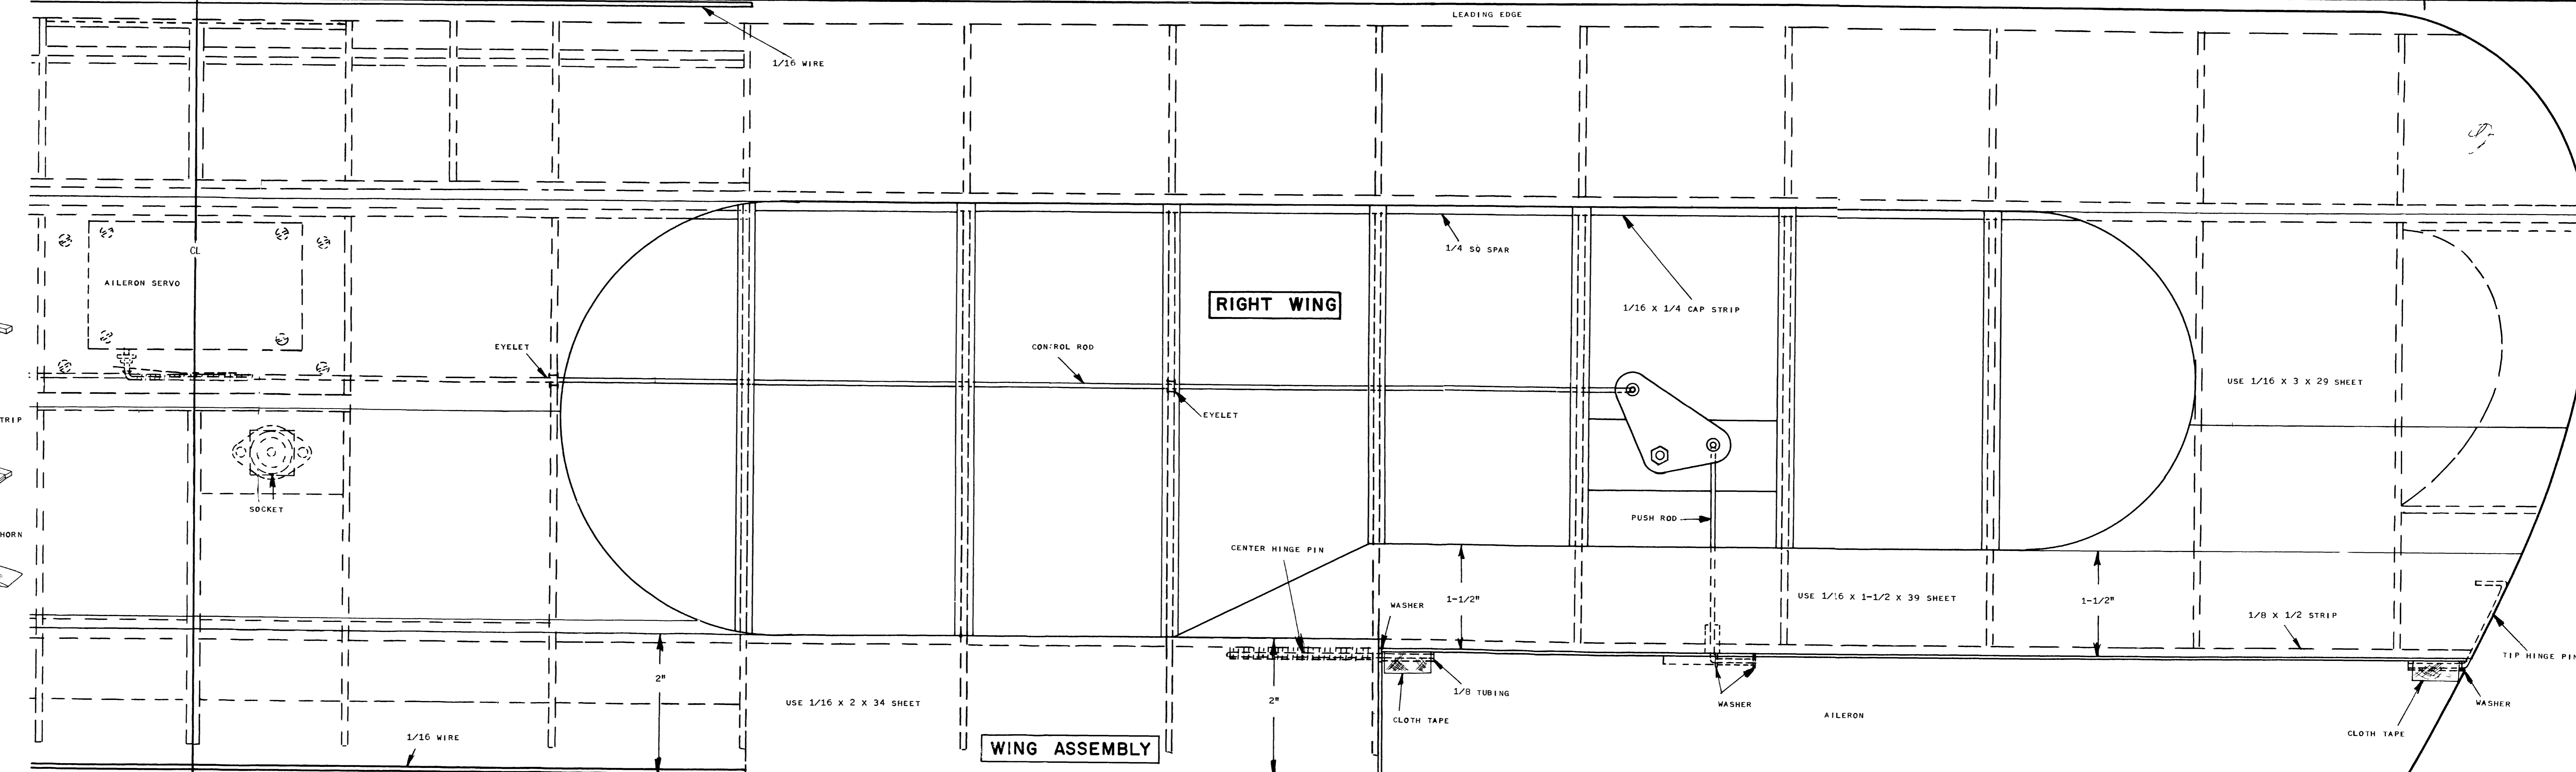 LEADING EDGE
1/16 WIRE
CL
1/4 SQ SPAR
AILERON SERVO
RIGHT WING
1/16 X 1/4 CAP STRIP
EYELET
CONTROL ROD
USE 1/16 X 3 X 29 SHEET
EYELET
TRIP
SOCKET
PUSH ROD
HORN
CENTER HINGE PIN
WASHER
1-1/2"
USE 1/16 X 1-1/2 X 39 SHEET
1-1/2"
1/8 X 1/2 STRIP
TIP HINGE PIN
2"
USE 1/16 X 2 X 34 SHEET
2"
1/8 TUBING
WASHER
WASHER
CLOTH TAPE
AILERON
CLOTH TAPE
1/16 WIRE
WING ASSEMBLY